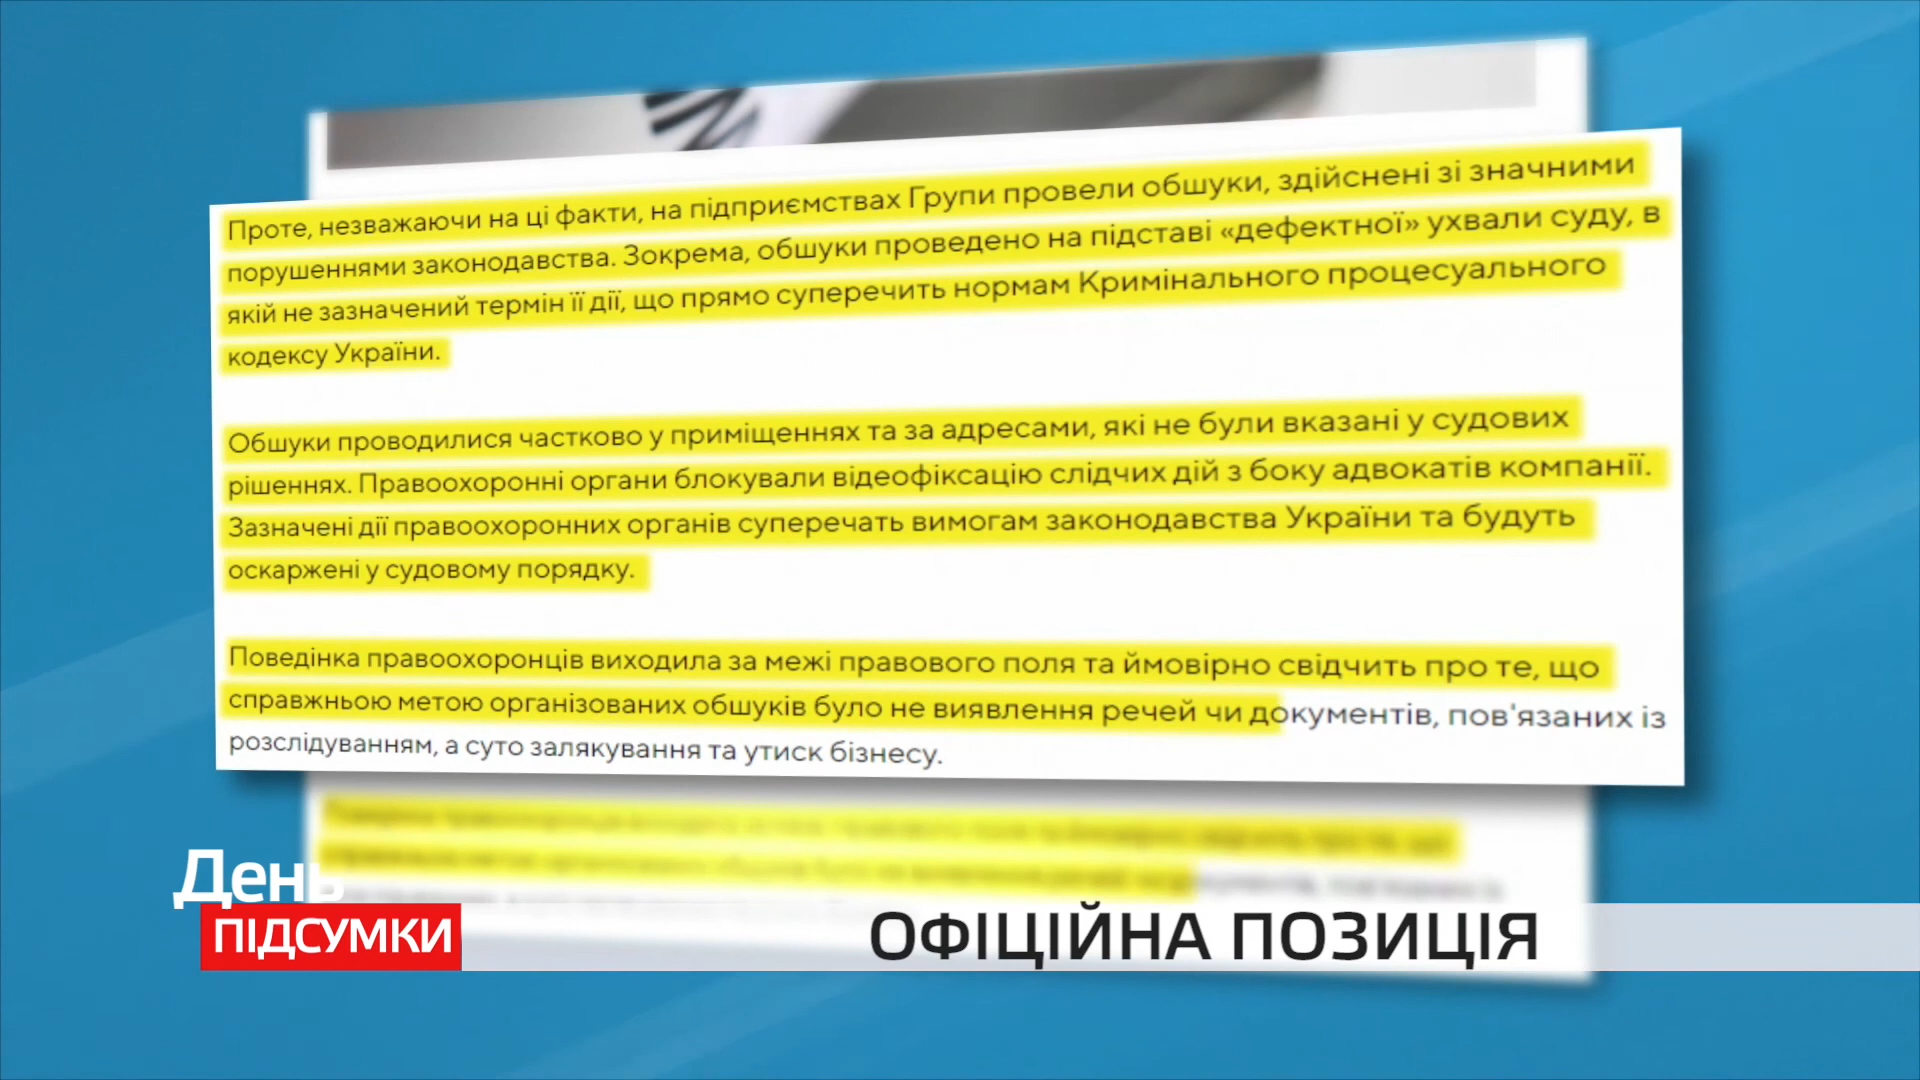 Проте, незважаючи на ці факти, на підприємствах Групи провели обшуки, здійснені зі значними
порушеннями законодавства. Зокрема, обшуки проведено на підставі «дефектної» ухвали суду, в
якій не зазначений термін її дії, що прямо суперечить нормам Кримінального процесуального
кодексу України.
Обшуки проводилися частково у приміщеннях та за адресами, які не були вказані у судових
рішеннях. Правоохоронні органи блокували відеофіксацію слідчих дій з боку адвокатів компанії.
Зазначені дії правоохоронних органів суперечать вимогам законодавства України та будуть
оскаржені у судовому порядку.
Поведінка правоохоронців виходила за межі правового поля та ймовірно свідчить про те, що
справжньою метою організованих обшуків було не виявлення речей чи документів, пов'язаних із
розслідуванням, а суто залякування та утиск бізнесу.
День
ПІДСУМКИ
ОФІЦІЙНА ПОЗИЦІЯ